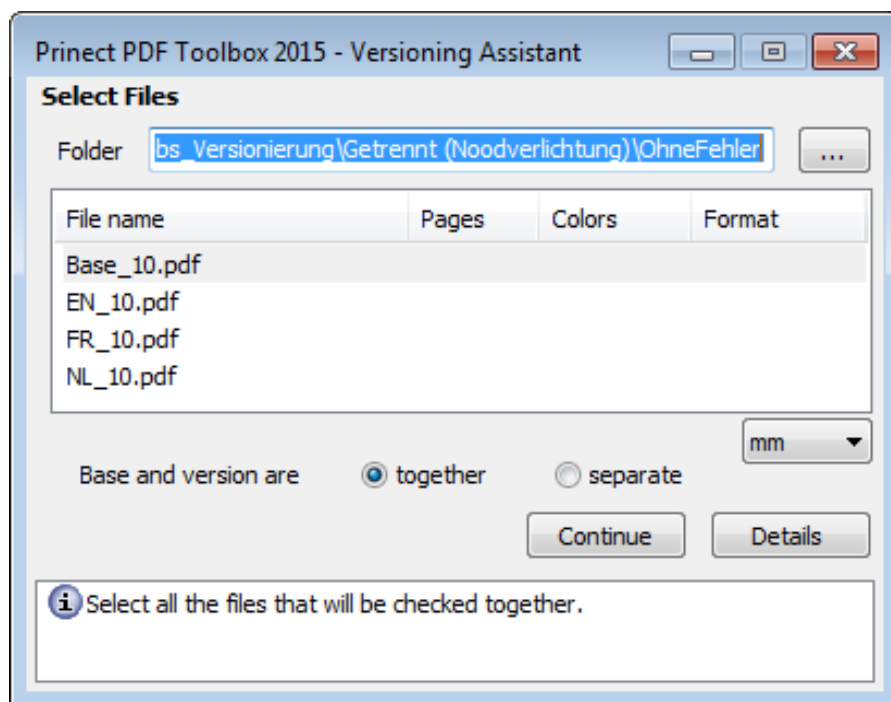 Prinect PDF Toolbox 2015 - Versioning Assistant
Select Files
Folder bs_Versionierung\Getrennt (Noodverlichtung)\OhneFehler ...
File name Pages Colors Format
Base_10.pdf
EN_10.pdf
FR_10.pdf
NL_10.pdf
mm
Base and version are together separate
Continue Details
Select all the files that will be checked together.